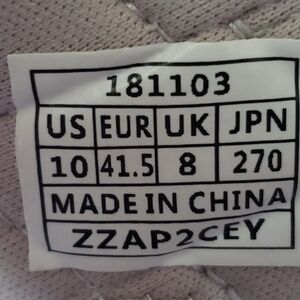 181103
US EUR UK JPN
10 41.5 8 270
MADE IN CHINA
ZZAP2CEY